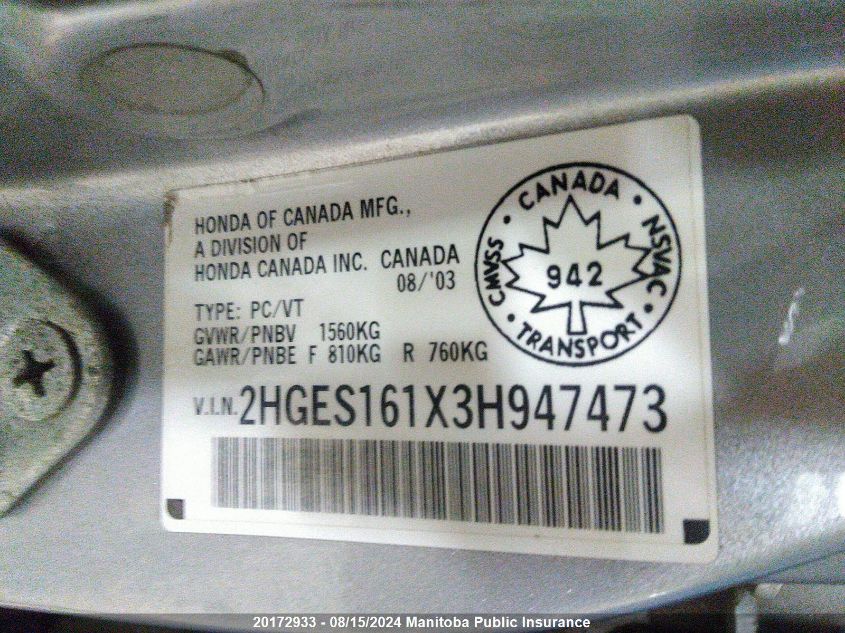 HONDA OF CANADA MFG.,
A DIVISION OF
HONDA CANADA INC. CANADA
08/'03
TYPE: PC/VT
GVWR/PNBV 1560KG
GAWR/PNBE F 810KG R 760KG
V.I.N. 2HGES161X3H947473
CANADA · NSVAC · TRANSPORT · CMVSS ·
942
20172933 - 08/15/2024 Manitoba Public Insurance